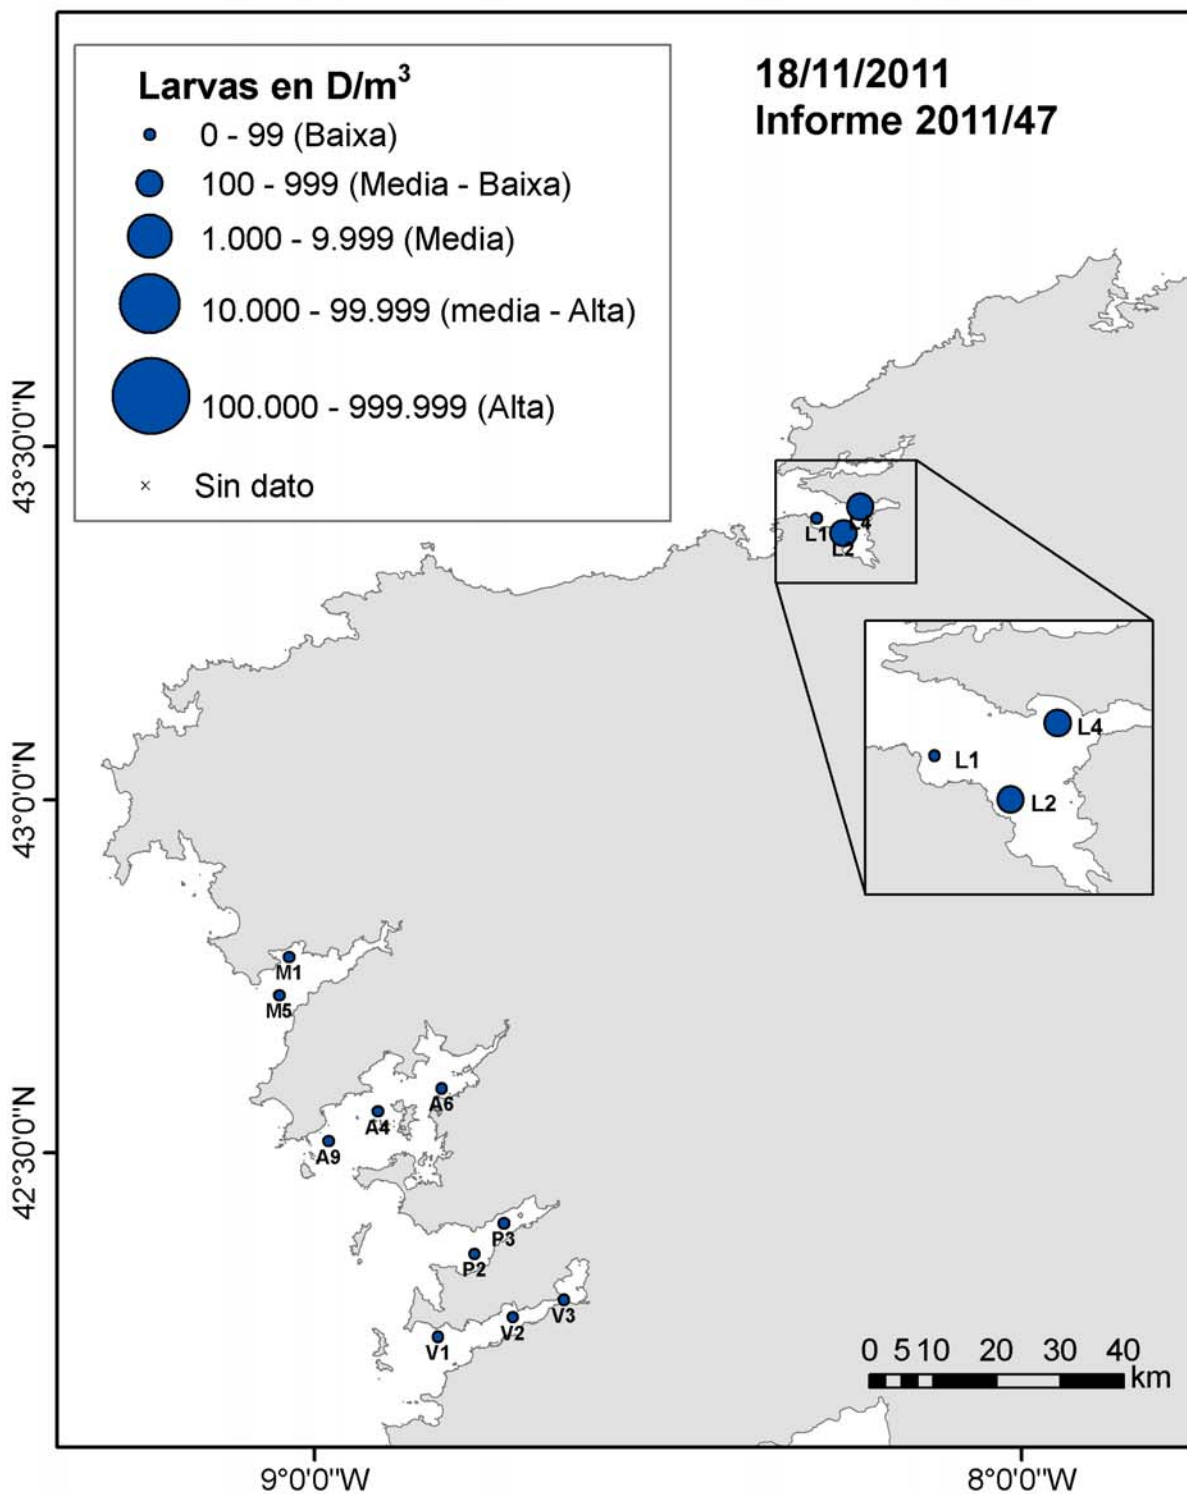 Larvas en D/m³
0 - 99 (Baixa)
100 - 999 (Media - Baixa)
1.000 - 9.999 (Media)
10.000 - 99.999 (media - Alta)
100.000 - 999.999 (Alta)
× Sin dato
18/11/2011
Informe 2011/47
43°30'0"N
43°0'0"N
42°30'0"N
L1
L4
L2
L4
L1
L2
M1
M5
A6
A4
A9
P3
P2
V3
V2
V1
0 5 10 20 30 40
km
9°0'0"W
8°0'0"W